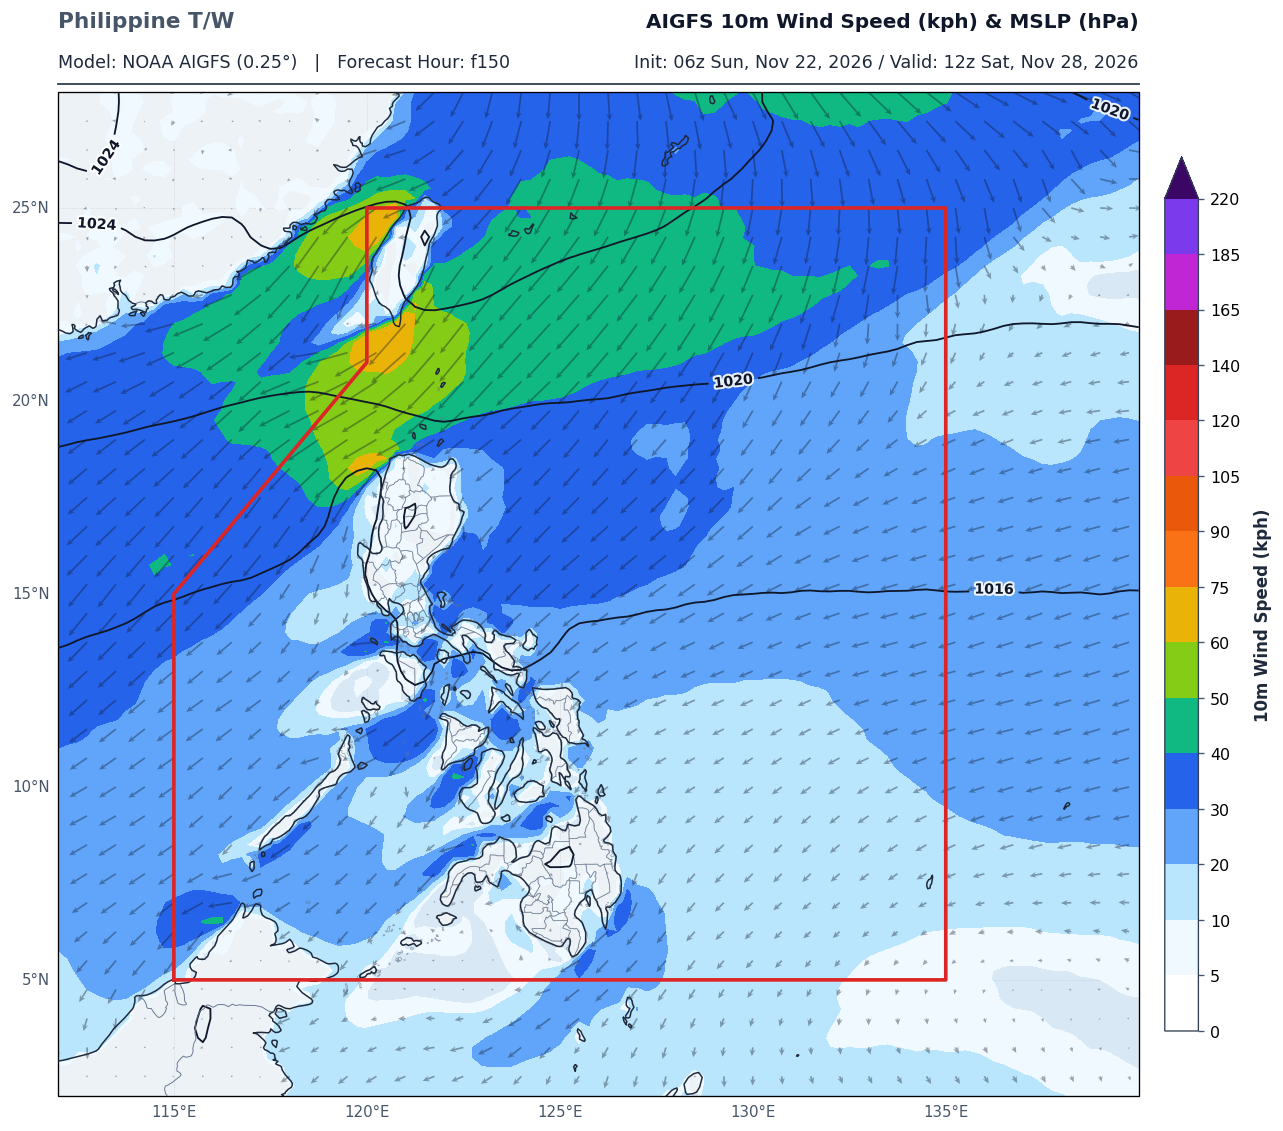 Philippine T/W
AIGFS 10m Wind Speed (kph) & MSLP (hPa)
Model: NOAA AIGFS (0.25°) | Forecast Hour: f150
Init: 06z Sun, Nov 22, 2026 / Valid: 12z Sat, Nov 28, 2026
1020
1024
1024
1020
1016
25°N
20°N
15°N
10°N
5°N
115°E
120°E
125°E
130°E
135°E
220
185
165
140
120
105
90
75
60
50
40
30
20
10
5
0
10m Wind Speed (kph)